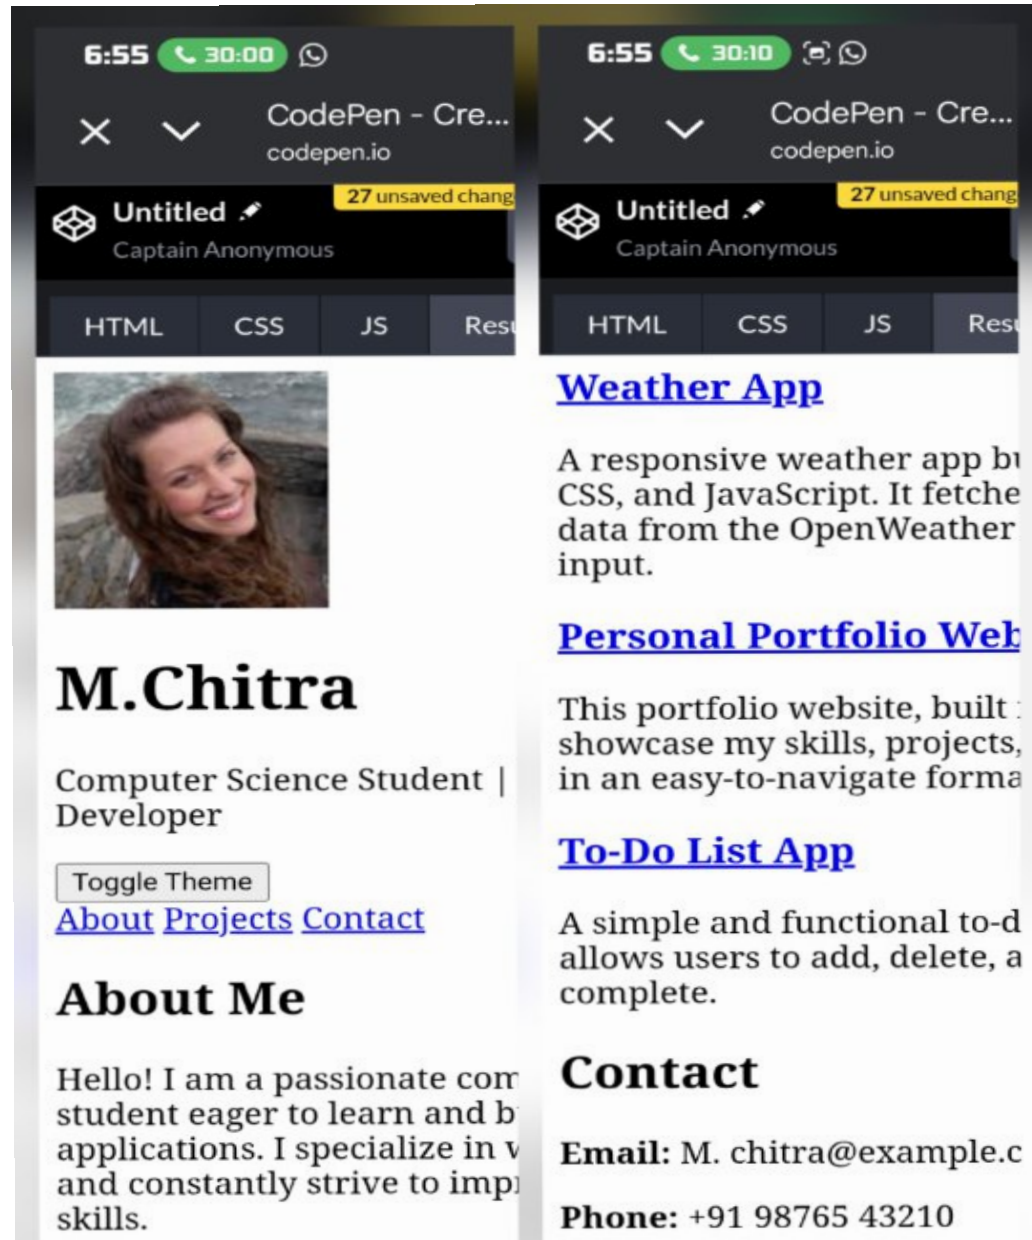 6:55 30:00
CodePen - Cre...
codepen.io
27 unsaved chang
Untitled
Captain Anonymous
HTML CSS JS Resu
M.Chitra
Computer Science Student |
Developer
Toggle Theme
About Projects Contact
About Me
Hello! I am a passionate com
student eager to learn and b
applications. I specialize in w
and constantly strive to impr
skills.
6:55 30:10
CodePen - Cre...
codepen.io
27 unsaved chang
Untitled
Captain Anonymous
HTML CSS JS Resu
Weather App
A responsive weather app bu
CSS, and JavaScript. It fetche
data from the OpenWeather
input.
Personal Portfolio Web
This portfolio website, built
showcase my skills, projects,
in an easy-to-navigate forma
To-Do List App
A simple and functional to-d
allows users to add, delete, a
complete.
Contact
Email: M. chitra@example.c
Phone: +91 98765 43210